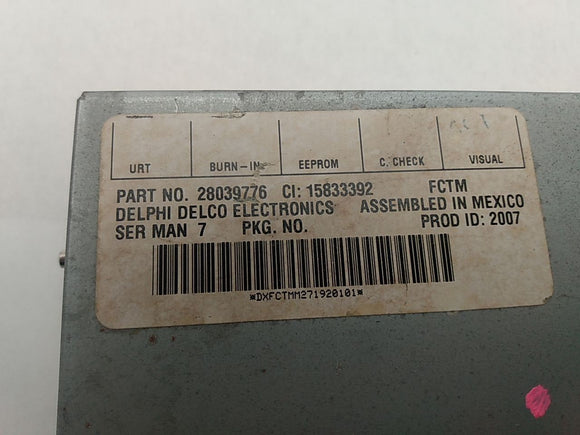 URT BURN-IN EEPROM C. CHECK VISUAL
PART NO. 28039776 CI: 15833392 FCTM
DELPHI DELCO ELECTRONICS ASSEMBLED IN MEXICO
SER MAN 7 PKG. NO. PROD ID: 2007
*DXFCTMM271920101*